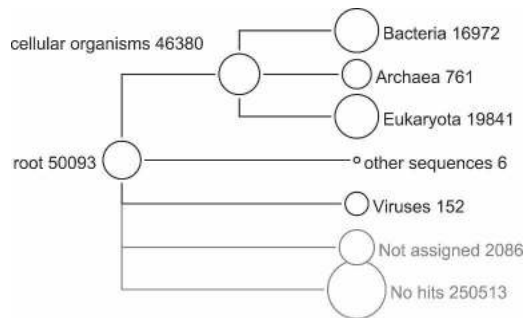 cellular organisms 46380
Bacteria 16972
Archaea 761
Eukaryota 19841
root 50093
other sequences 6
Viruses 152
Not assigned 2086
No hits 250513